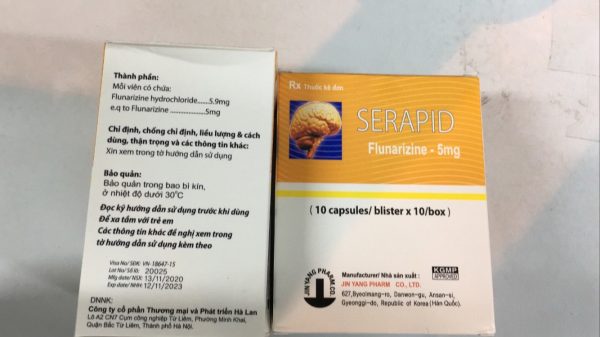 Thành phần:
Mỗi viên có chứa:
Flunarizine hydrochloride.......5.9mg
e.q to Flunarizine ....................5mg
Chỉ định, chống chỉ định, liều lượng & cách
dùng, thận trọng và các thông tin khác:
Xin xem trong tờ hướng dẫn sử dụng
Bảo quản:
Bảo quản trong bao bì kín,
ở nhiệt độ dưới 30°C
Đọc kỹ hướng dẫn sử dụng trước khi dùng
Để xa tầm với trẻ em
Các thông tin khác đề nghị xem trong
tờ hướng dẫn sử dụng kèm theo
Visa No/ SĐK: VN-18647-15
Lot No/ Số lô: 20025
Mfg date/ NSX: 13/11/2020
Exp date/ NHH: 12/11/2023
DNNK:
Công ty cổ phần Thương mại và Phát triển Hà Lan
Lô A2 CN7 Cụm công nghiệp Từ Liêm, Phường Minh Khai,
Quận Bắc Từ Liêm, Thành phố Hà Nội.
Rx Thuốc kê đơn
SERAPID
Flunarizine - 5mg
( 10 capsules/ blister x 10/box )
JIN YANG PHARM CO.,
Manufacturer/ Nhà sản xuất :
JIN YANG PHARM CO., LTD.
627,Byeolmang-ro, Danwon-gu, Ansan-si,
Gyeonggi-do, Republic of Korea (Hàn Quốc).
KGMP
APPROVED